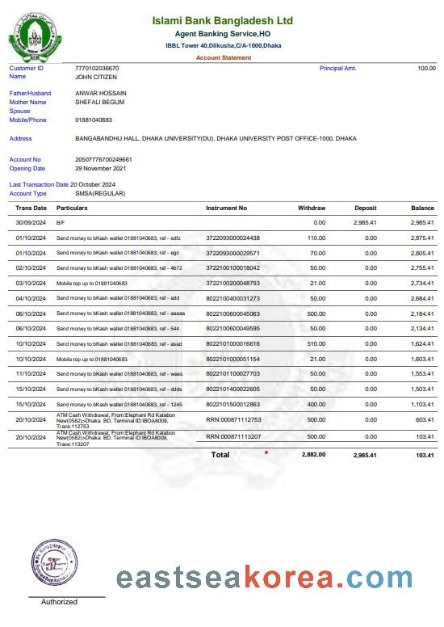 Islami Bank Bangladesh Ltd
Agent Banking Service,HO
IBBL Tower 40,Dilkusha,C/A-1000,Dhaka
Account Statement
Customer ID 7770102036670 Principal Amt. 100.00
Name JOHN CITIZEN
Father/Husband ANWAR HOSSAIN
Mother Name SHEFALI BEGUM
Spouse
Mobile/Phone 01881040683
Address BANGABANDHU HALL, DHAKA UNIVERSITY(DU), DHAKA UNIVERSITY POST OFFICE-1000, DHAKA
Account No 20507776700249661
Opening Date 29 November 2021
Last Transaction Date 20 October 2024
Account Type SMSA(REGULAR)
Trans Date Particulars Instrument No Withdraw Deposit Balance
30/09/2024 B/F 0.00 2,985.41 2,985.41
01/10/2024 Send money to bKash wallet 01881040683, ref - 3722093000024438 110.00 0.00 2,875.41
01/10/2024 Send money to bKash wallet 01881040683, ref - ego 3722093000029571 70.00 0.00 2,805.41
02/10/2024 Send money to bKash wallet 01881040683, ref - 4672 3722100100018042 50.00 0.00 2,755.41
03/10/2024 Mobile top up to 01881040683 3722100200048793 21.00 0.00 2,734.41
04/10/2024 Send money to bKash wallet 01881040683, ref - add 8022100400031273 50.00 0.00 2,684.41
06/10/2024 Send money to bKash wallet 01881040683, ref - aaaaa 8022100600045063 500.00 0.00 2,184.41
06/10/2024 Send money to bKash wallet 01881040683, ref - 544 8022100600049595 50.00 0.00 2,134.41
10/10/2024 Send money to bKash wallet 01881040683, ref - asad 8022101000016616 510.00 0.00 1,624.41
10/10/2024 Mobile top up to 01881040683 8022101000051154 21.00 0.00 1,603.41
11/10/2024 Send money to bKash wallet 01881040683, ref - 8022101100027703 50.00 0.00 1,553.41
15/10/2024 Send money to bKash wallet 01881040683, ref - dddo 8022101400022606 50.00 0.00 1,503.41
15/10/2024 Send money to bKash wallet 01881040683, ref - 1245 8022101500012863 400.00 0.00 1,103.41
20/10/2024 ATM Cash Withdrawal, From:Elephant Rd Katabon RRN:000871112753 500.00 0.00 603.41
New(0582)>Dhaka BD, Terminal ID:IBOA8009,
Trace:112753
20/10/2024 ATM Cash Withdrawal, From:Elephant Rd Katabon RRN:000871113207 500.00 0.00 103.41
New(0582)>Dhaka BD, Terminal ID:IBOA8009,
Trace:113207
Total 2,882.00 2,985.41 103.41
eastseakorea.com
Authorized